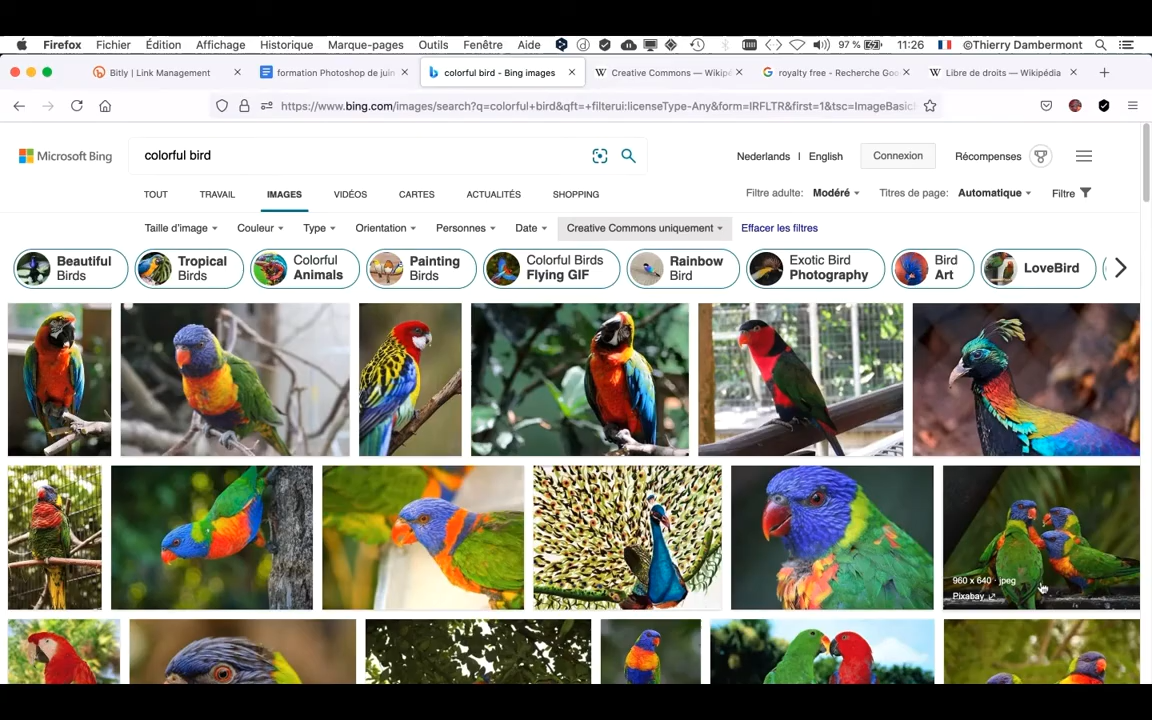 Firefox Fichier Édition Affichage Historique Marque-pages Outils Fenêtre Aide 97 % 11:26 ©Thierry Dambermont
Bitly | Link Management formation Photoshop de juin colorful bird - Bing images Creative Commons — Wikipé royalty free - Recherche Goo Libre de droits — Wikipédia
https://www.bing.com/images/search?q=colorful+bird&qft=+filterui:licenseType-Any&form=IRFLTR&first=1&tsc=ImageBasicH
Microsoft Bing colorful bird Nederlands | English Connexion Récompenses
TOUT TRAVAIL IMAGES VIDÉOS CARTES ACTUALITÉS SHOPPING Filtre adulte: Modéré Titres de page: Automatique Filtre
Taille d'image Couleur Type Orientation Personnes Date Creative Commons uniquement Effacer les filtres
Beautiful Birds
Tropical Birds
Colorful Animals
Painting Birds
Colorful Birds Flying GIF
Rainbow Bird
Exotic Bird Photography
Bird Art
LoveBird
960 x 640 · jpeg
Pixabay